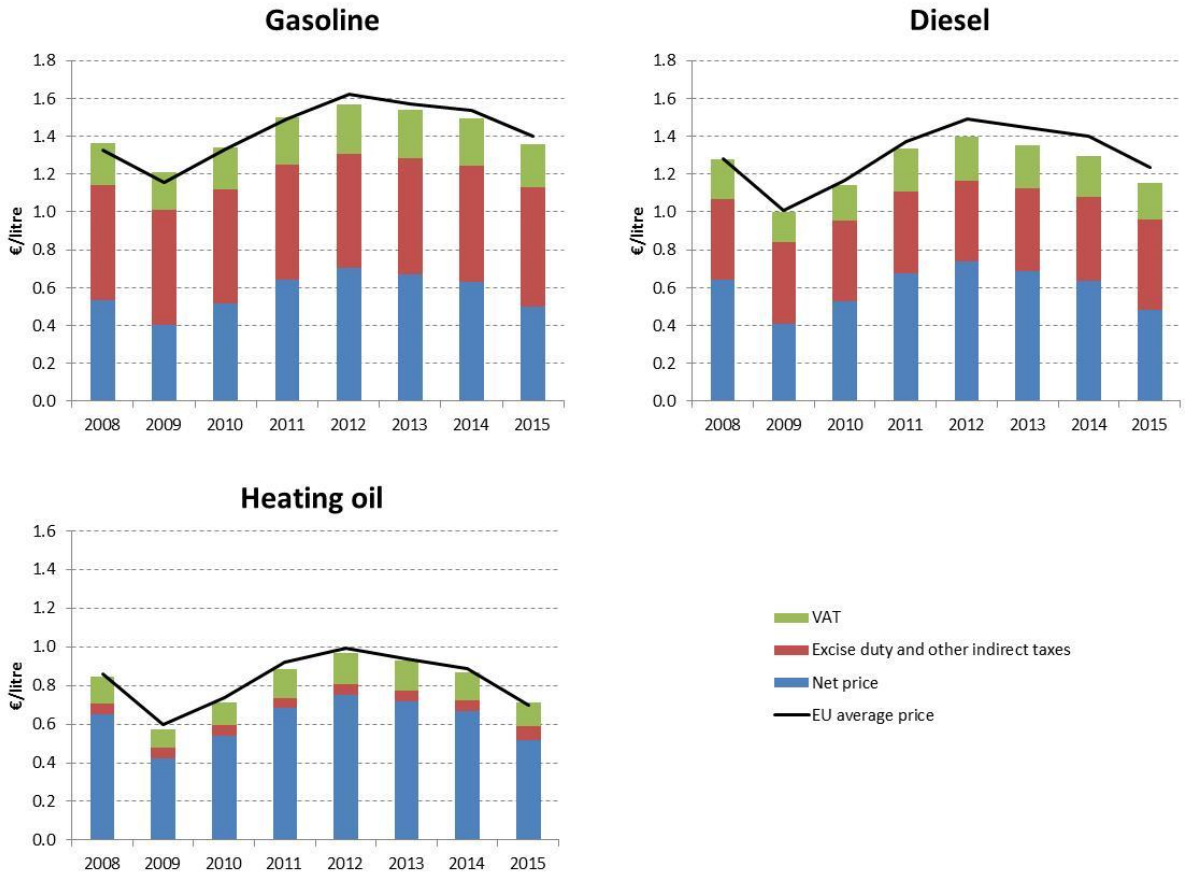 Gasoline
€/litre
1.8
1.6
1.4
1.2
1.0
0.8
0.6
0.4
0.2
0.0
2008 2009 2010 2011 2012 2013 2014 2015
Diesel
€/litre
1.8
1.6
1.4
1.2
1.0
0.8
0.6
0.4
0.2
0.0
2008 2009 2010 2011 2012 2013 2014 2015
Heating oil
€/litre
1.6
1.4
1.2
1.0
0.8
0.6
0.4
0.2
0.0
2008 2009 2010 2011 2012 2013 2014 2015
VAT
Excise duty and other indirect taxes
Net price
EU average price